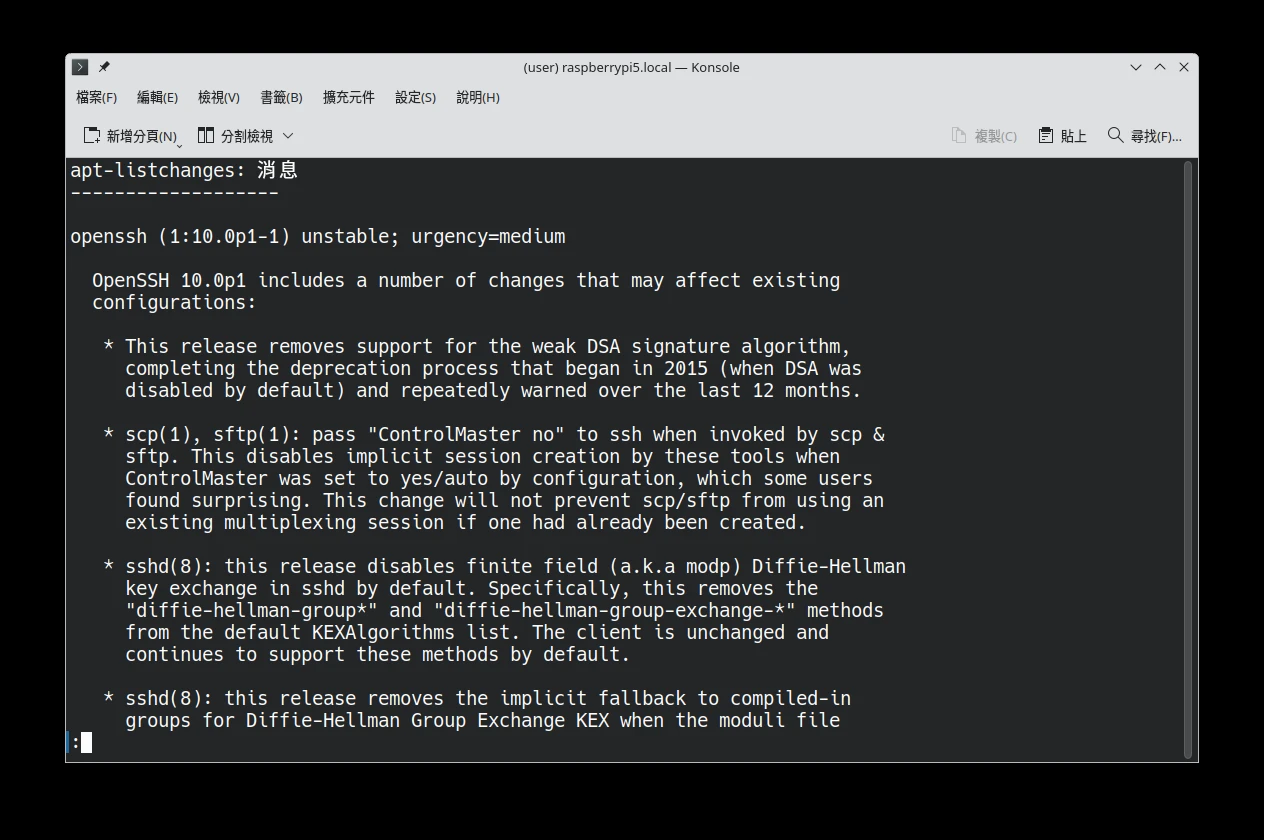 (user) raspberrypi5.local — Konsole
檔案(F) 編輯(E) 檢視(V) 書籤(B) 擴充元件 設定(S) 說明(H)
新增分頁(N) 分割檢視 複製(C) 貼上 尋找(F)...
apt-listchanges: 消息
-------------------
openssh (1:10.0p1-1) unstable; urgency=medium
OpenSSH 10.0p1 includes a number of changes that may affect existing
configurations:
* This release removes support for the weak DSA signature algorithm,
completing the deprecation process that began in 2015 (when DSA was
disabled by default) and repeatedly warned over the last 12 months.
* scp(1), sftp(1): pass "ControlMaster no" to ssh when invoked by scp &
sftp. This disables implicit session creation by these tools when
ControlMaster was set to yes/auto by configuration, which some users
found surprising. This change will not prevent scp/sftp from using an
existing multiplexing session if one had already been created.
* sshd(8): this release disables finite field (a.k.a modp) Diffie-Hellman
key exchange in sshd by default. Specifically, this removes the
"diffie-hellman-group*" and "diffie-hellman-group-exchange-*" methods
from the default KEXAlgorithms list. The client is unchanged and
continues to support these methods by default.
* sshd(8): this release removes the implicit fallback to compiled-in
groups for Diffie-Hellman Group Exchange KEX when the moduli file
: